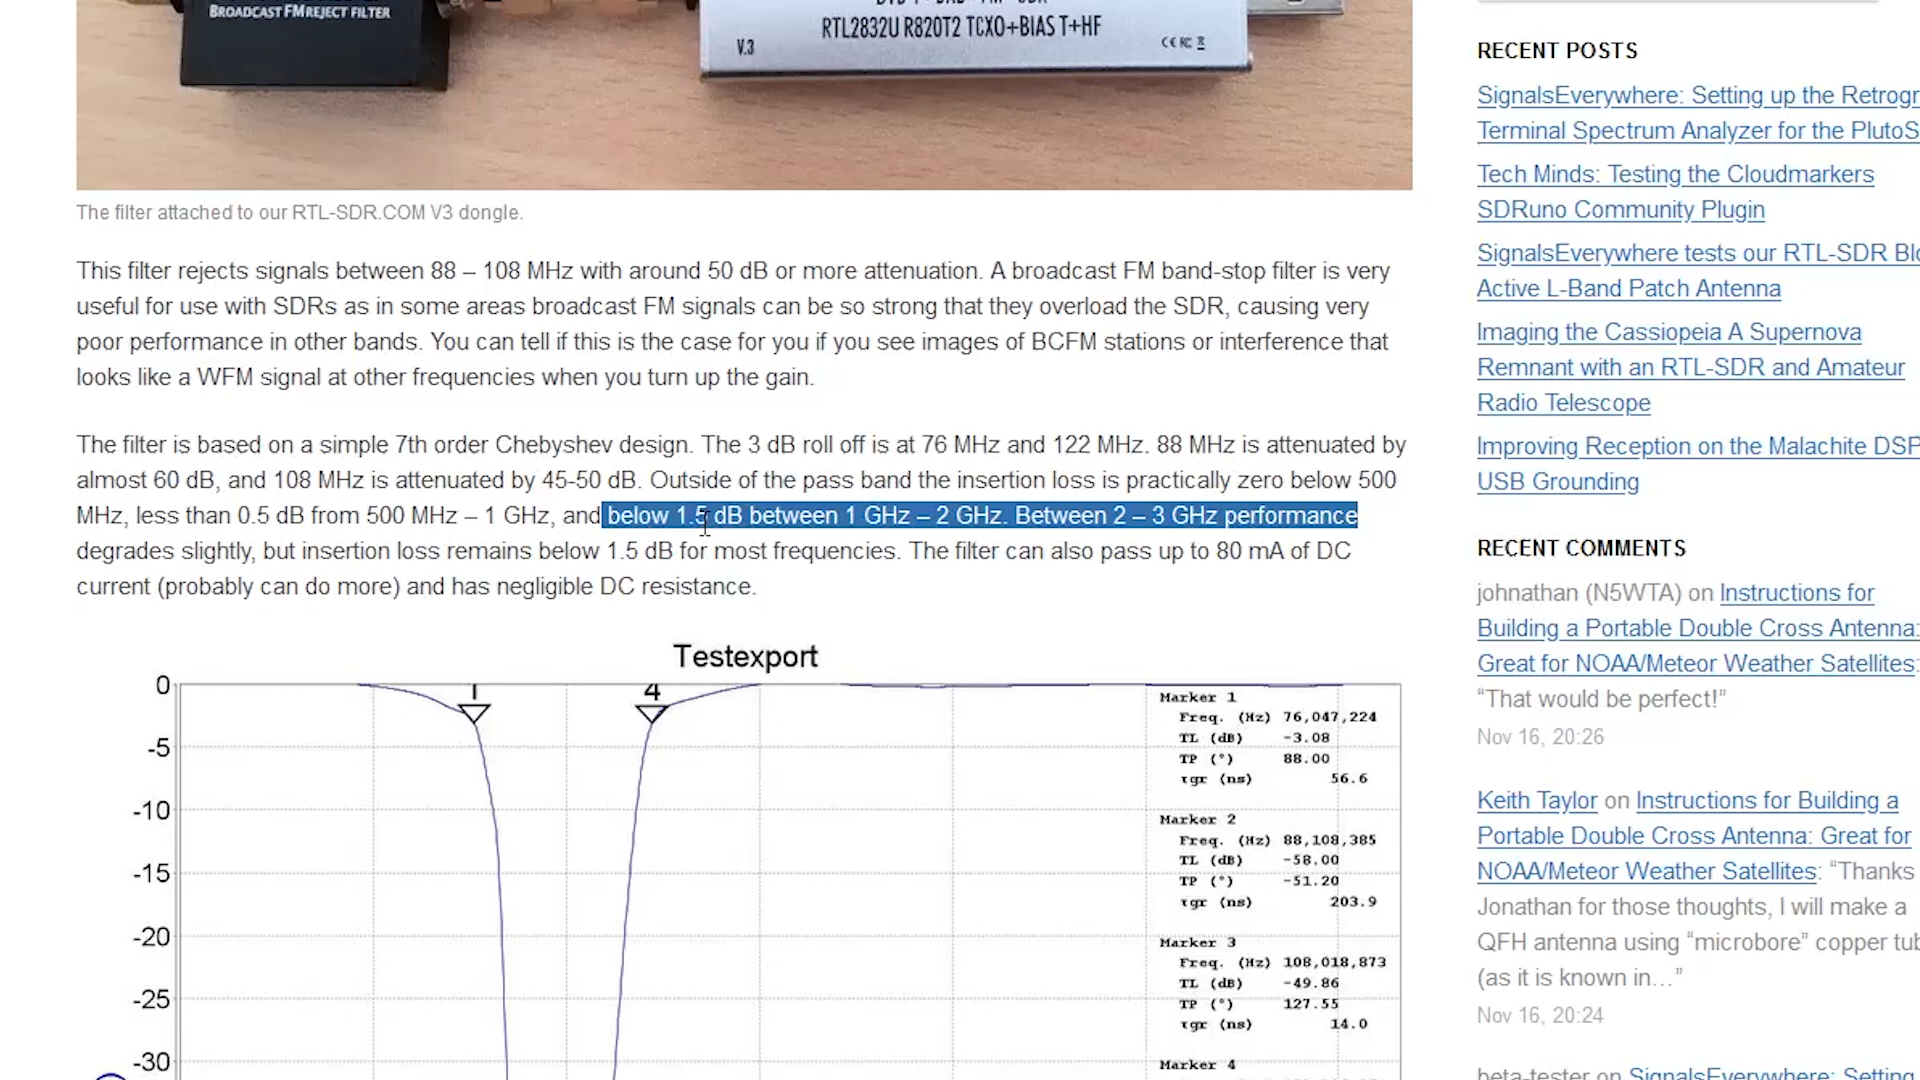 BROADCAST FM REJECT FILTER
RTL2832U R820T2 TCXO+BIAS T+HF
V.3
The filter attached to our RTL-SDR.COM V3 dongle.
This filter rejects signals between 88 – 108 MHz with around 50 dB or more attenuation. A broadcast FM band-stop filter is very
useful for use with SDRs as in some areas broadcast FM signals can be so strong that they overload the SDR, causing very
poor performance in other bands. You can tell if this is the case for you if you see images of BCFM stations or interference that
looks like a WFM signal at other frequencies when you turn up the gain.
The filter is based on a simple 7th order Chebyshev design. The 3 dB roll off is at 76 MHz and 122 MHz. 88 MHz is attenuated by
almost 60 dB, and 108 MHz is attenuated by 45-50 dB. Outside of the pass band the insertion loss is practically zero below 500
MHz, less than 0.5 dB from 500 MHz – 1 GHz, and below 1.5 dB between 1 GHz – 2 GHz. Between 2 – 3 GHz performance
degrades slightly, but insertion loss remains below 1.5 dB for most frequencies. The filter can also pass up to 80 mA of DC
current (probably can do more) and has negligible DC resistance.
Testexport
0
-5
-10
-15
-20
-25
-30
1
4
Marker 1
Freq. (Hz) 76,047,224
TL (dB) -3.08
TP (°) 88.00
τgr (ns) 56.6
Marker 2
Freq. (Hz) 88,108,385
TL (dB) -58.00
TP (°) -51.20
τgr (ns) 203.9
Marker 3
Freq. (Hz) 108,018,873
TL (dB) -49.86
TP (°) 127.55
τgr (ns) 14.0
Marker 4
RECENT POSTS
SignalsEverywhere: Setting up the Retrogr
Terminal Spectrum Analyzer for the PlutoS
Tech Minds: Testing the Cloudmarkers
SDRuno Community Plugin
SignalsEverywhere tests our RTL-SDR Blo
Active L-Band Patch Antenna
Imaging the Cassiopeia A Supernova
Remnant with an RTL-SDR and Amateur
Radio Telescope
Improving Reception on the Malachite DSP
USB Grounding
RECENT COMMENTS
johnathan (N5WTA) on Instructions for
Building a Portable Double Cross Antenna:
Great for NOAA/Meteor Weather Satellites:
“That would be perfect!”
Nov 16, 20:26
Keith Taylor on Instructions for Building a
Portable Double Cross Antenna: Great for
NOAA/Meteor Weather Satellites: “Thanks
Jonathan for those thoughts, I will make a
QFH antenna using “microbore” copper tub
(as it is known in…”
Nov 16, 20:24
beta-tester on SignalsEverywhere: Setting